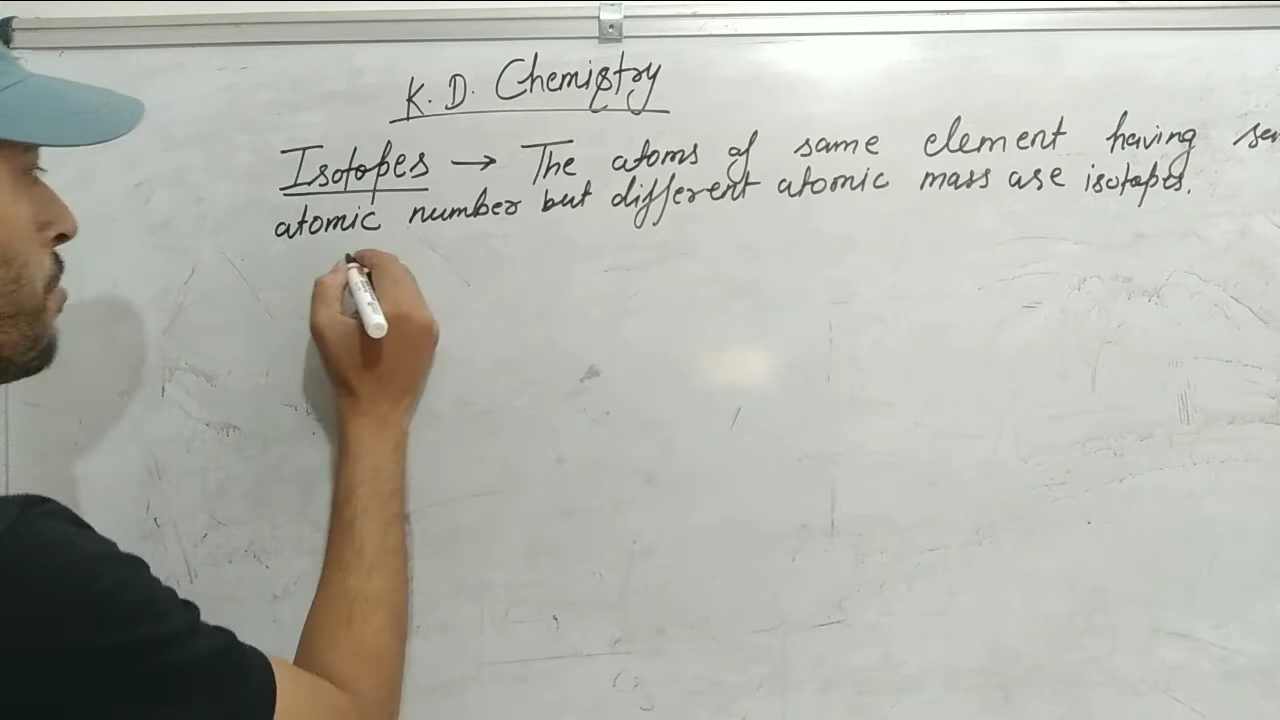 K. D. Chemistry
Isotopes → The atoms of same element having
atomic number but different atomic mass are isotopes.